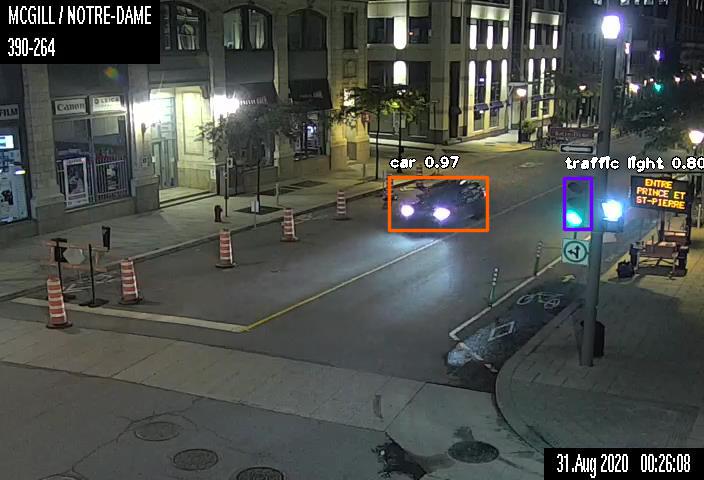 MCGILL / NOTRE-DAME
390-264
car 0.97
traffic light 0.80
FILM
Canon
ENTRE
PRINCE ET
ST-PIERRE
31.Aug 2020 00:26:08